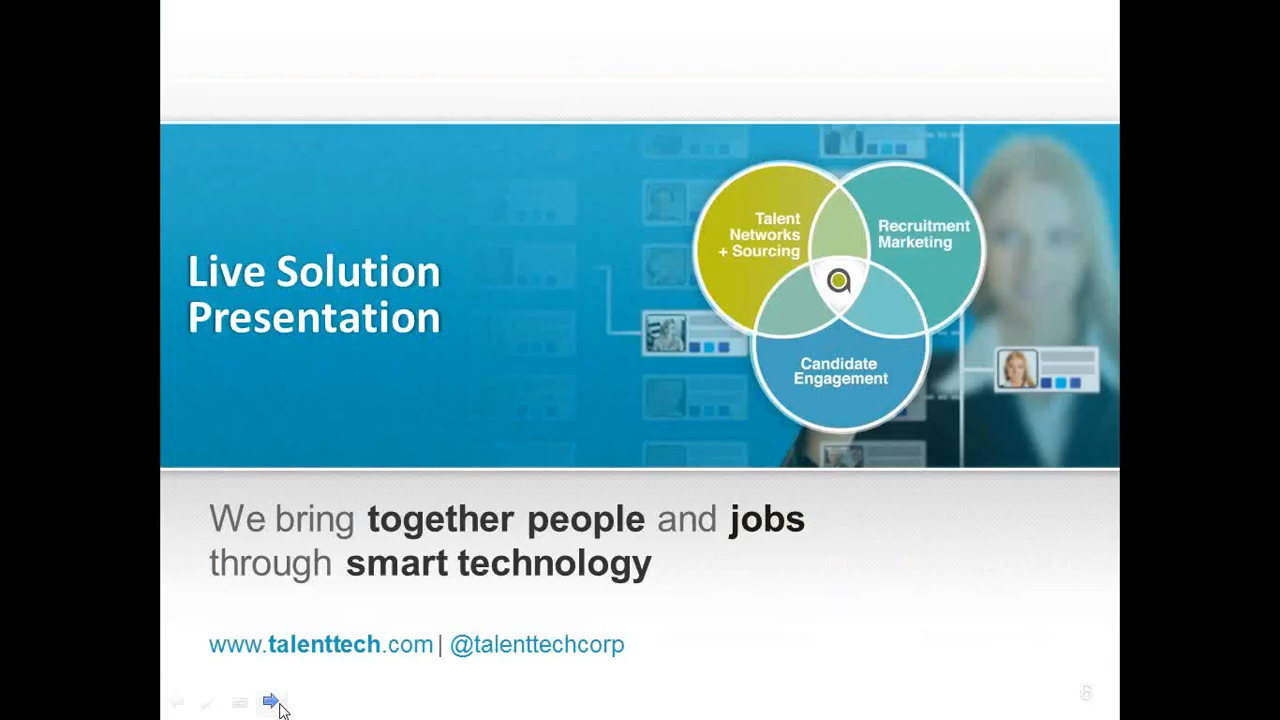 Live Solution
Presentation
Talent
Networks
+ Sourcing
Recruitment
Marketing
Candidate
Engagement
We bring together people and jobs
through smart technology
www.talenttech.com | @talenttechcorp